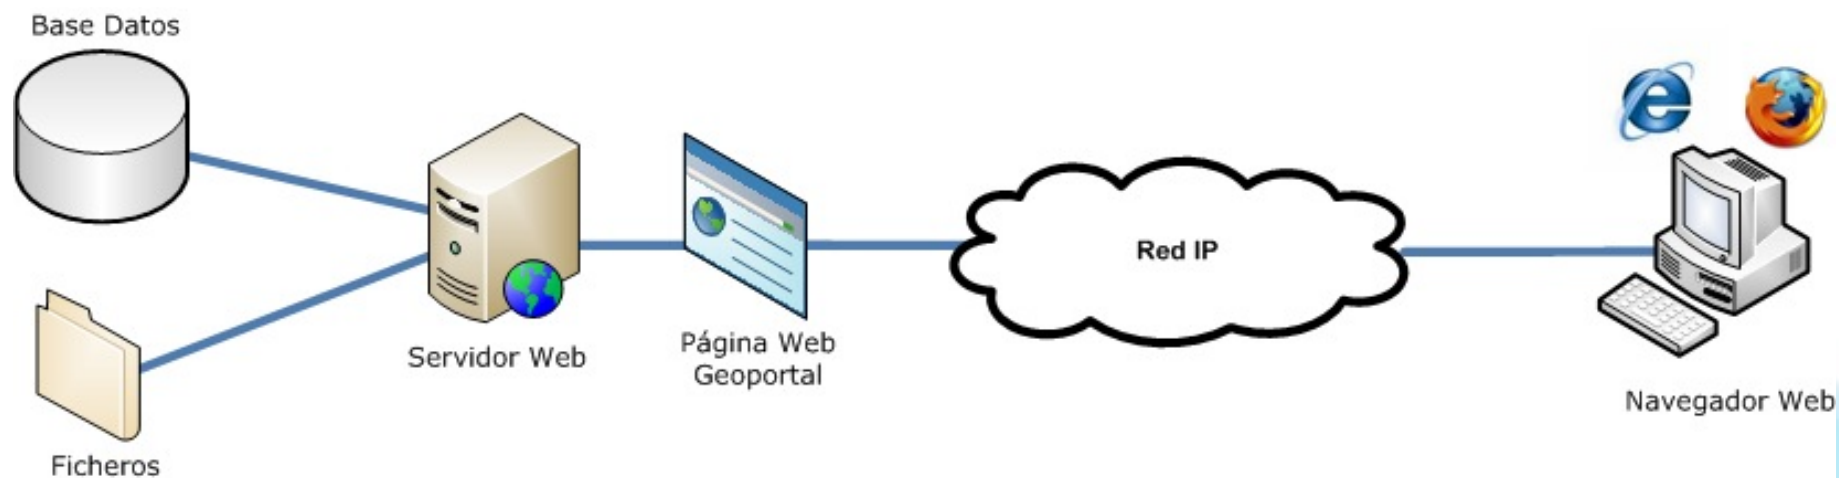 Base Datos
Ficheros
Servidor Web
Página Web
Geoportal
Red IP
Navegador Web